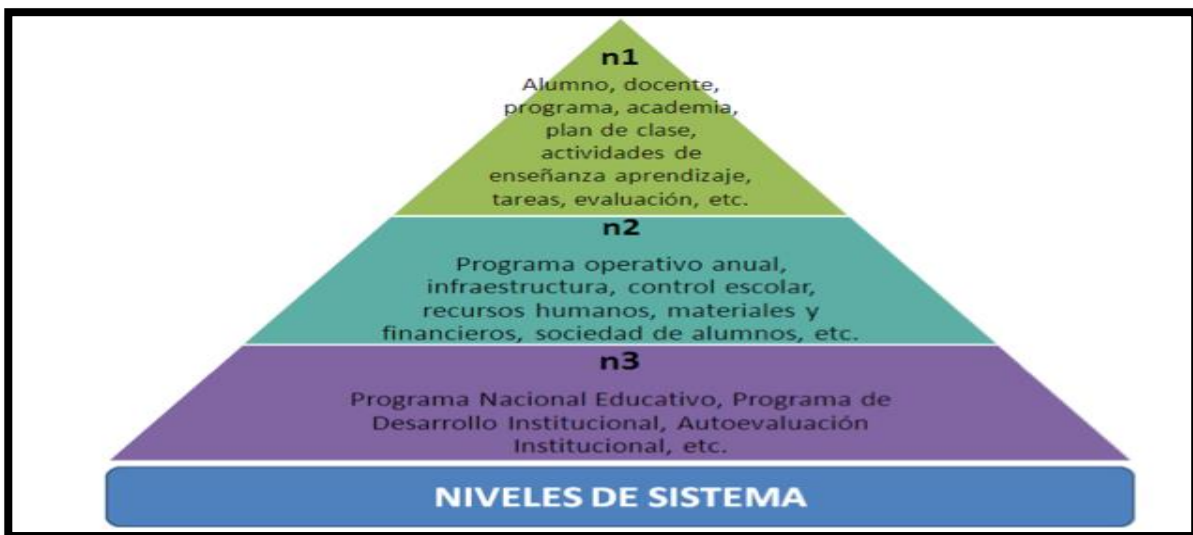 n1
Alumno, docente,
programa, academia,
plan de clase,
actividades de
enseñanza aprendizaje,
tareas, evaluación, etc.
n2
Programa operativo anual,
infraestructura, control escolar,
recursos humanos, materiales y
financieros, sociedad de alumnos, etc.
n3
Programa Nacional Educativo, Programa de
Desarrollo Institucional, Autoevaluación
Institucional, etc.
NIVELES DE SISTEMA